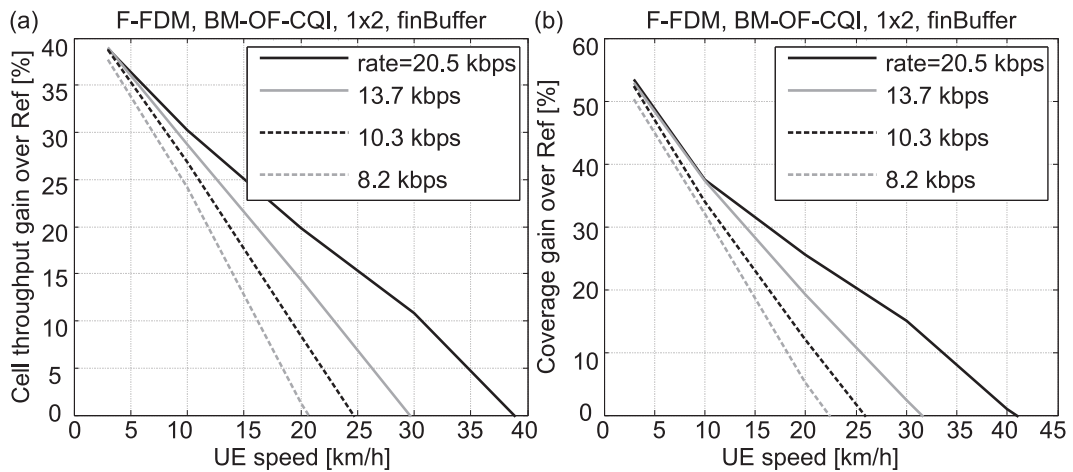 (a)
F-FDM, BM-OF-CQI, 1x2, finBuffer
Cell throughput gain over Ref [%]
40
35
30
25
20
15
10
5
0
rate=20.5 kbps
13.7 kbps
10.3 kbps
8.2 kbps
0 5 10 15 20 25 30 35 40
UE speed [km/h]
(b)
F-FDM, BM-OF-CQI, 1x2, finBuffer
Coverage gain over Ref [%]
60
50
40
30
20
10
0
rate=20.5 kbps
13.7 kbps
10.3 kbps
8.2 kbps
0 5 10 15 20 25 30 35 40 45
UE speed [km/h]